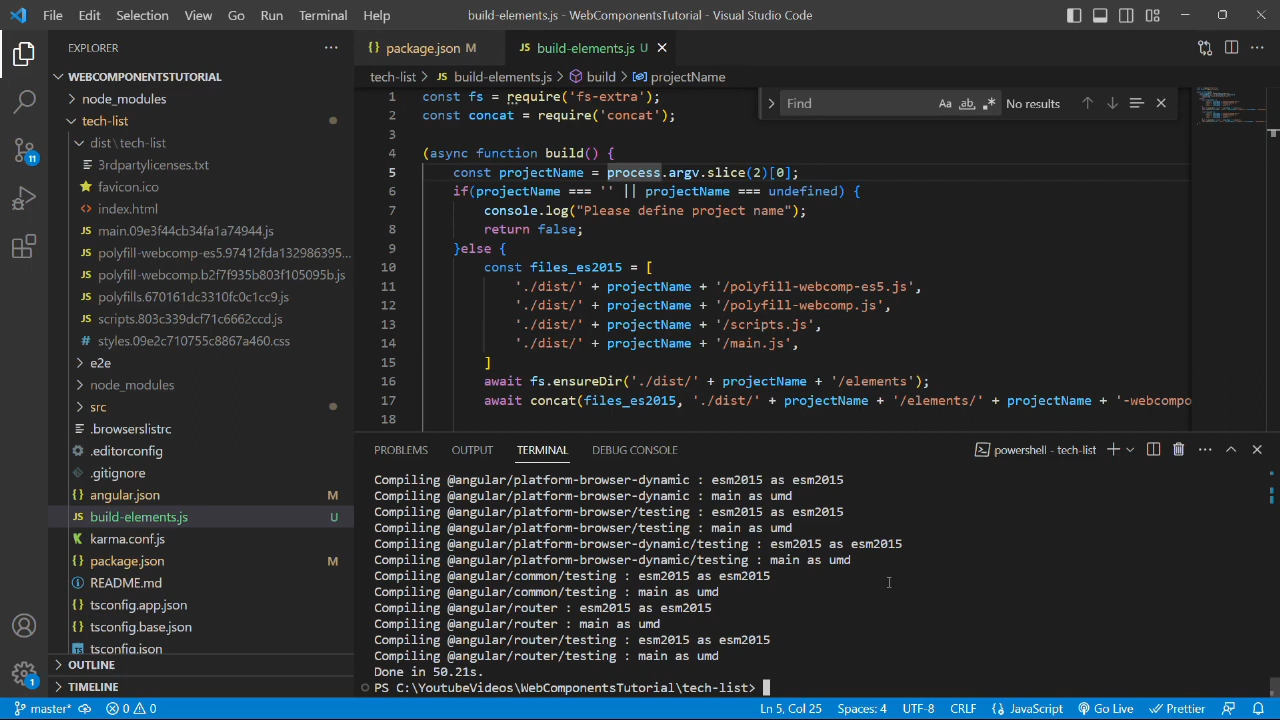 File Edit Selection View Go Run Terminal Help
build-elements.js - WebComponentsTutorial - Visual Studio Code
EXPLORER
WEBCOMPONENTSTUTORIAL
node_modules
tech-list
dist \ tech-list
3rdpartylicenses.txt
favicon.ico
index.html
main.09e3f44cb34fa1a74944.js
polyfill-webcomp-es5.97412fda132986395...
polyfill-webcomp.b2f7f935b803f105095b.js
polyfills.670161dc3310fc0c1cc9.js
scripts.803c339dcf71c6662ccd.js
styles.09e2c710755c8867a460.css
e2e
node_modules
src
.browserslistrc
.editorconfig
.gitignore
angular.json M
build-elements.js U
karma.conf.js
package.json M
README.md
tsconfig.app.json
tsconfig.base.json
tsconfig.json
OUTLINE
TIMELINE
11
1
package.json M
build-elements.js U
tech-list > build-elements.js > build > projectName
Find
Aa ab .* No results
1 const fs = require('fs-extra');
2 const concat = require('concat');
3
4 (async function build() {
5 const projectName = process.argv.slice(2)[0];
6 if(projectName === '' || projectName === undefined) {
7 console.log("Please define project name");
8 return false;
9 }else {
10 const files_es2015 = [
11 './dist/' + projectName + '/polyfill-webcomp-es5.js',
12 './dist/' + projectName + '/polyfill-webcomp.js',
13 './dist/' + projectName + '/scripts.js',
14 './dist/' + projectName + '/main.js',
15 ]
16 await fs.ensureDir('./dist/' + projectName + '/elements');
17 await concat(files_es2015, './dist/' + projectName + '/elements/' + projectName + '-webcompo
18
PROBLEMS OUTPUT TERMINAL DEBUG CONSOLE
powershell - tech-list
Compiling @angular/platform-browser-dynamic : esm2015 as esm2015
Compiling @angular/platform-browser-dynamic : main as umd
Compiling @angular/platform-browser/testing : esm2015 as esm2015
Compiling @angular/platform-browser/testing : main as umd
Compiling @angular/platform-browser-dynamic/testing : esm2015 as esm2015
Compiling @angular/platform-browser-dynamic/testing : main as umd
Compiling @angular/common/testing : esm2015 as esm2015
Compiling @angular/common/testing : main as umd
Compiling @angular/router : esm2015 as esm2015
Compiling @angular/router : main as umd
Compiling @angular/router/testing : esm2015 as esm2015
Compiling @angular/router/testing : main as umd
Done in 50.21s.
PS C:\YoutubeVideos\WebComponentsTutorial\tech-list>
master* 0 0 Ln 5, Col 25 Spaces: 4 UTF-8 CRLF {} JavaScript Go Live Prettier